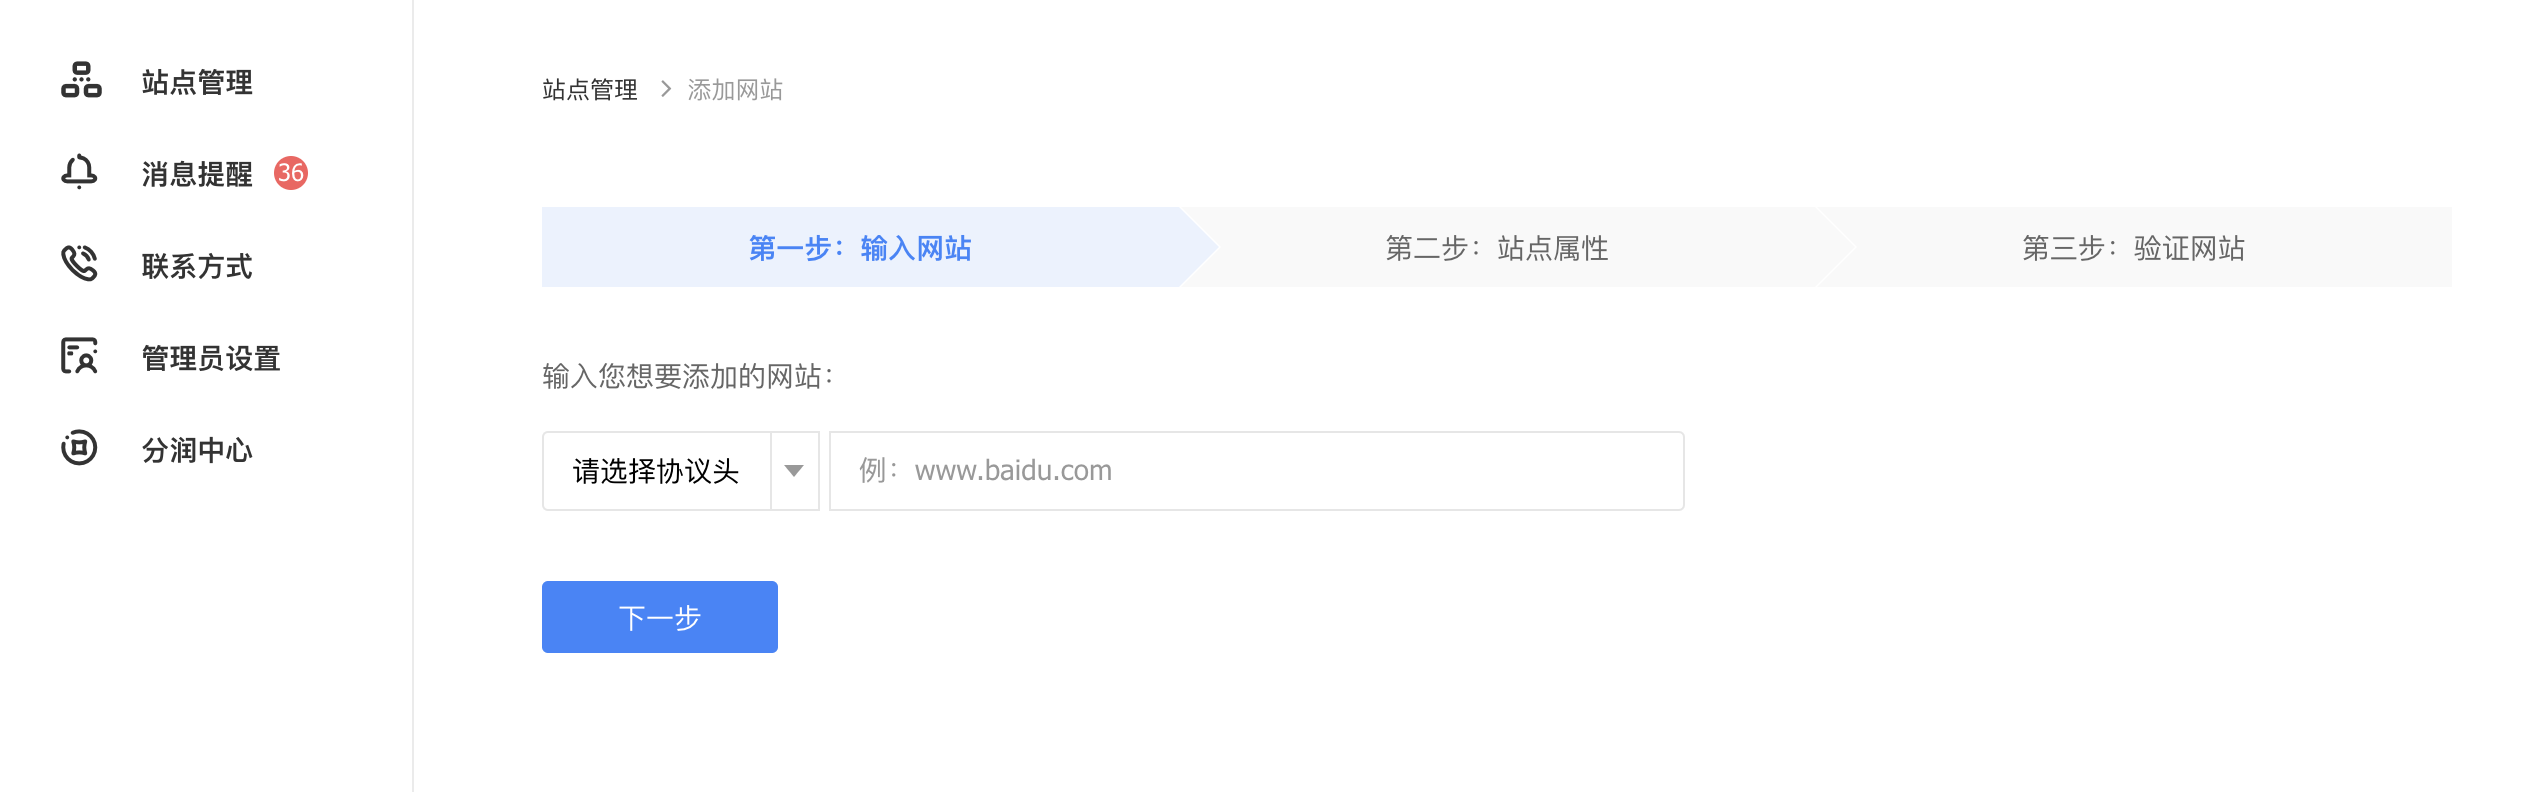 站点管理
消息提醒 36
联系方式
管理员设置
分润中心
站点管理 > 添加网站
第一步：输入网站 第二步：站点属性 第三步：验证网站
输入您想要添加的网站：
请选择协议头 例：www.baidu.com
下一步